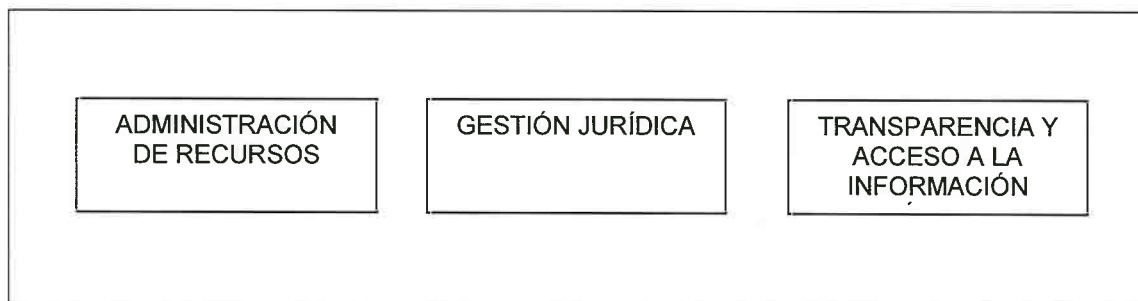 ADMINISTRACIÓN
DE RECURSOS
GESTIÓN JURÍDICA
TRANSPARENCIA Y
ACCESO A LA
INFORMACIÓN